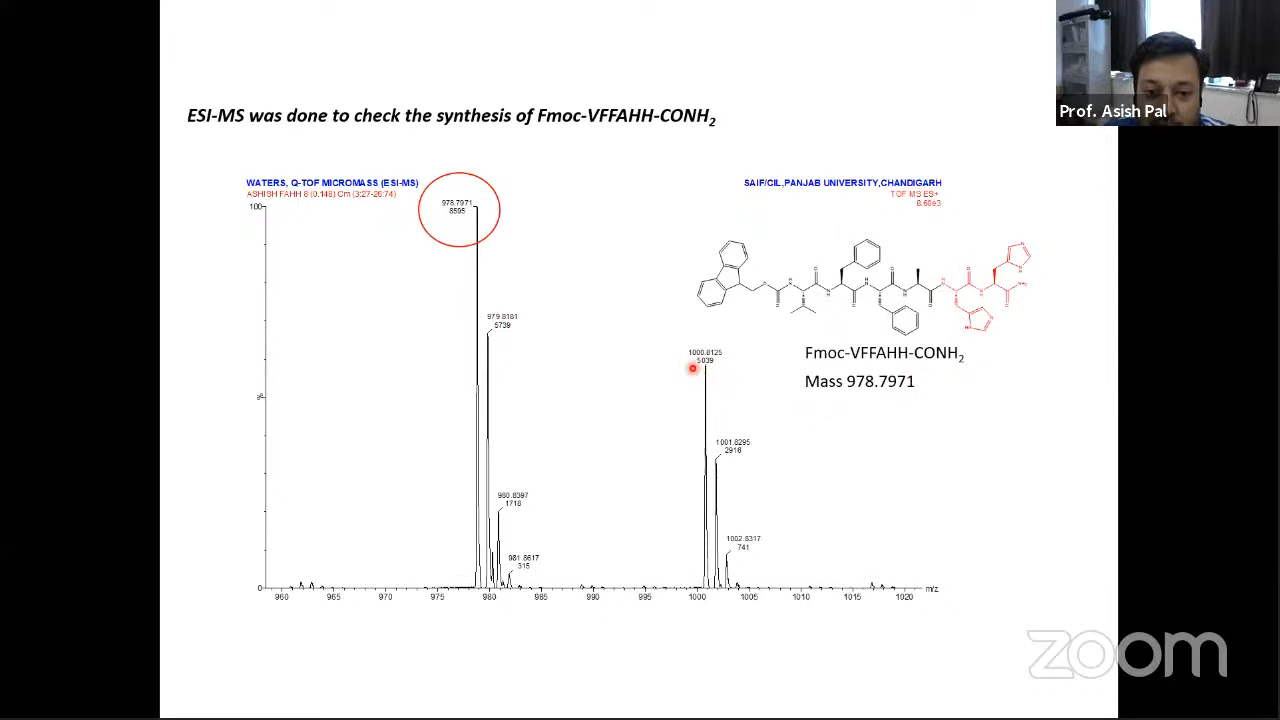 Prof. Asish Pal
ESI-MS was done to check the synthesis of Fmoc-VFFAHH-CONH2
WATERS, Q-TOF MICROMASS (ESI-MS)
ASHISH FAHH 8 (0.148) Cm (3:27-26:74)
SAIF/CIL,PANJAB UNIVERSITY,CHANDIGARH
TOF MS ES+
8.60e3
100
978.7971
8595
979.8181
5739
980.8397
1718
981.8617
315
1000.8125
5039
1001.8295
2916
1002.8317
741
%
0
960 965 970 975 980 985 990 995 1000 1005 1010 1015 1020 m/z
Fmoc-VFFAHH-CONH2
Mass 978.7971
zoom